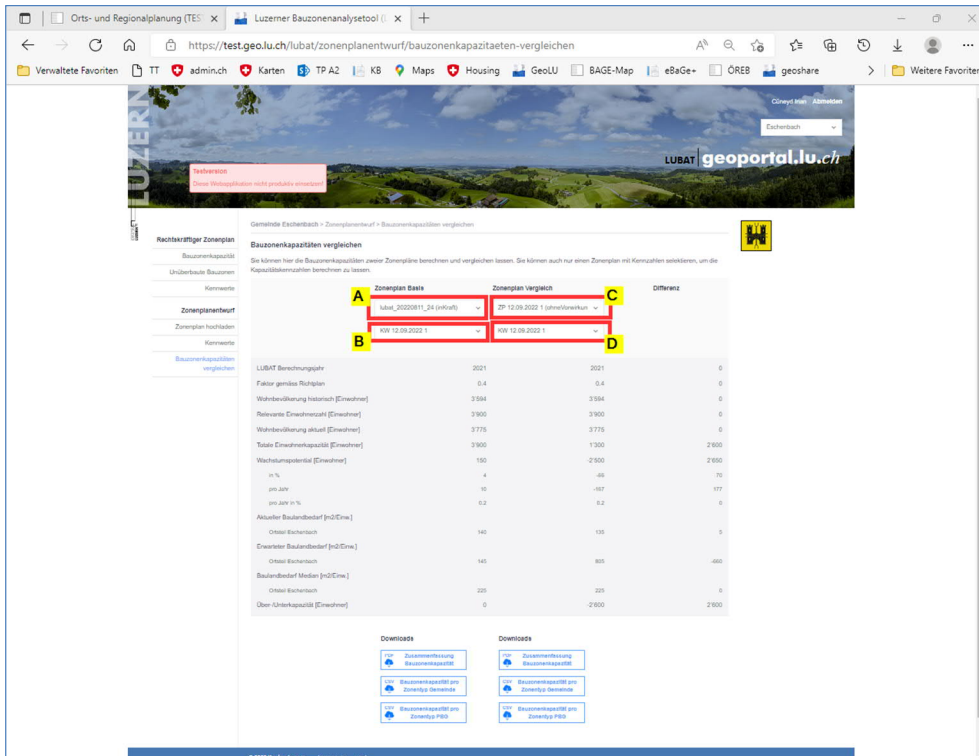 Orts- und Regionalplanung (TES
Luzerner Bauzonenanalysetool (
https://test.geo.lu.ch/lubat/zonenplanentwurf/bauzonenkapazitaeten-vergleichen
Verwaltete Favoriten TT admin.ch Karten TP A2 KB Maps Housing GeoLU BAGE-Map eBaGe+ ÖREB geoshare Weitere Favoriten
LUZERN
Cüneyd Inan Abmelden
Eschenbach
LUBAT geoportal.lu.ch
Testversion
Diese Webapplikation nicht produktiv einsetzen!
Gemeinde Eschenbach > Zonenplanentwurf > Bauzonenkapazitäten vergleichen
Rechtskräftiger Zonenplan
Bauzonenkapazität
Unüberbaute Bauzonen
Kennwerte
Zonenplanentwurf
Zonenplan hochladen
Kennwerte
Bauzonenkapazitäten
vergleichen
Bauzonenkapazitäten vergleichen
Sie können hier die Bauzonenkapazitäten zweier Zonenpläne berechnen und vergleichen lassen. Sie können auch nur einen Zonenplan mit Kennzahlen selektieren, um die
Kapazitätskennzahlen berechnen zu lassen.
Zonenplan Basis Zonenplan Vergleich Differenz
A lubat_20220811_24 (inKraft) ZP 12.09.2022 1 (ohneVorwirkun C
B KW 12.09.2022 1 KW 12.09.2022 1 D
LUBAT Berechnungsjahr 2021 2021 0
Faktor gemäss Richtplan 0.4 0.4 0
Wohnbevölkerung historisch [Einwohner] 3'594 3'594 0
Relevante Einwohnerzahl [Einwohner] 3'900 3'900 0
Wohnbevölkerung aktuell [Einwohner] 3'775 3'775 0
Totale Einwohnerkapazität [Einwohner] 3'900 1'300 2'600
Wachstumspotential [Einwohner] 150 -2'500 2'650
in % 4 -66 70
pro Jahr 10 -167 177
pro Jahr in % 0.2 0.2 0
Aktueller Baulandbedarf [m2/Einw.]
Ortsteil Eschenbach 140 135 5
Erwarteter Baulandbedarf [m2/Einw.]
Ortsteil Eschenbach 145 805 -660
Baulandbedarf Median [m2/Einw.]
Ortsteil Eschenbach 225 225 0
Über-/Unterkapazität [Einwohner] 0 -2'600 2'600
Downloads Downloads
PDF Zusammenfassung Bauzonenkapazität PDF Zusammenfassung Bauzonenkapazität
CSV Bauzonenkapazität pro Zonentyp Gemeinde CSV Bauzonenkapazität pro Zonentyp Gemeinde
CSV Bauzonenkapazität pro Zonentyp PBG CSV Bauzonenkapazität pro Zonentyp PBG